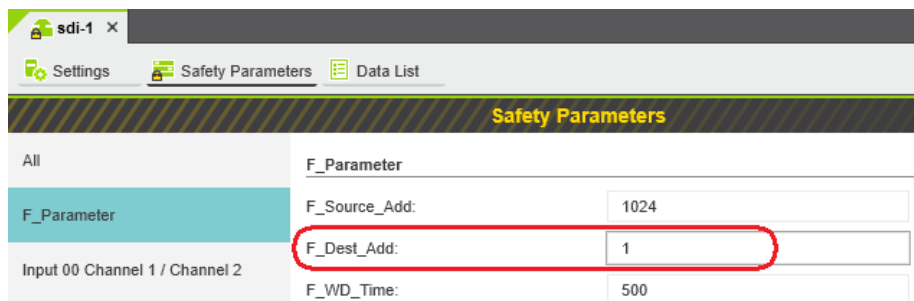 sdi-1 ×
Settings Safety Parameters Data List
Safety Parameters
All
F_Parameter
Input 00 Channel 1 / Channel 2
F_Parameter
F_Source_Add: 1024
F_Dest_Add: 1
F_WD_Time: 500